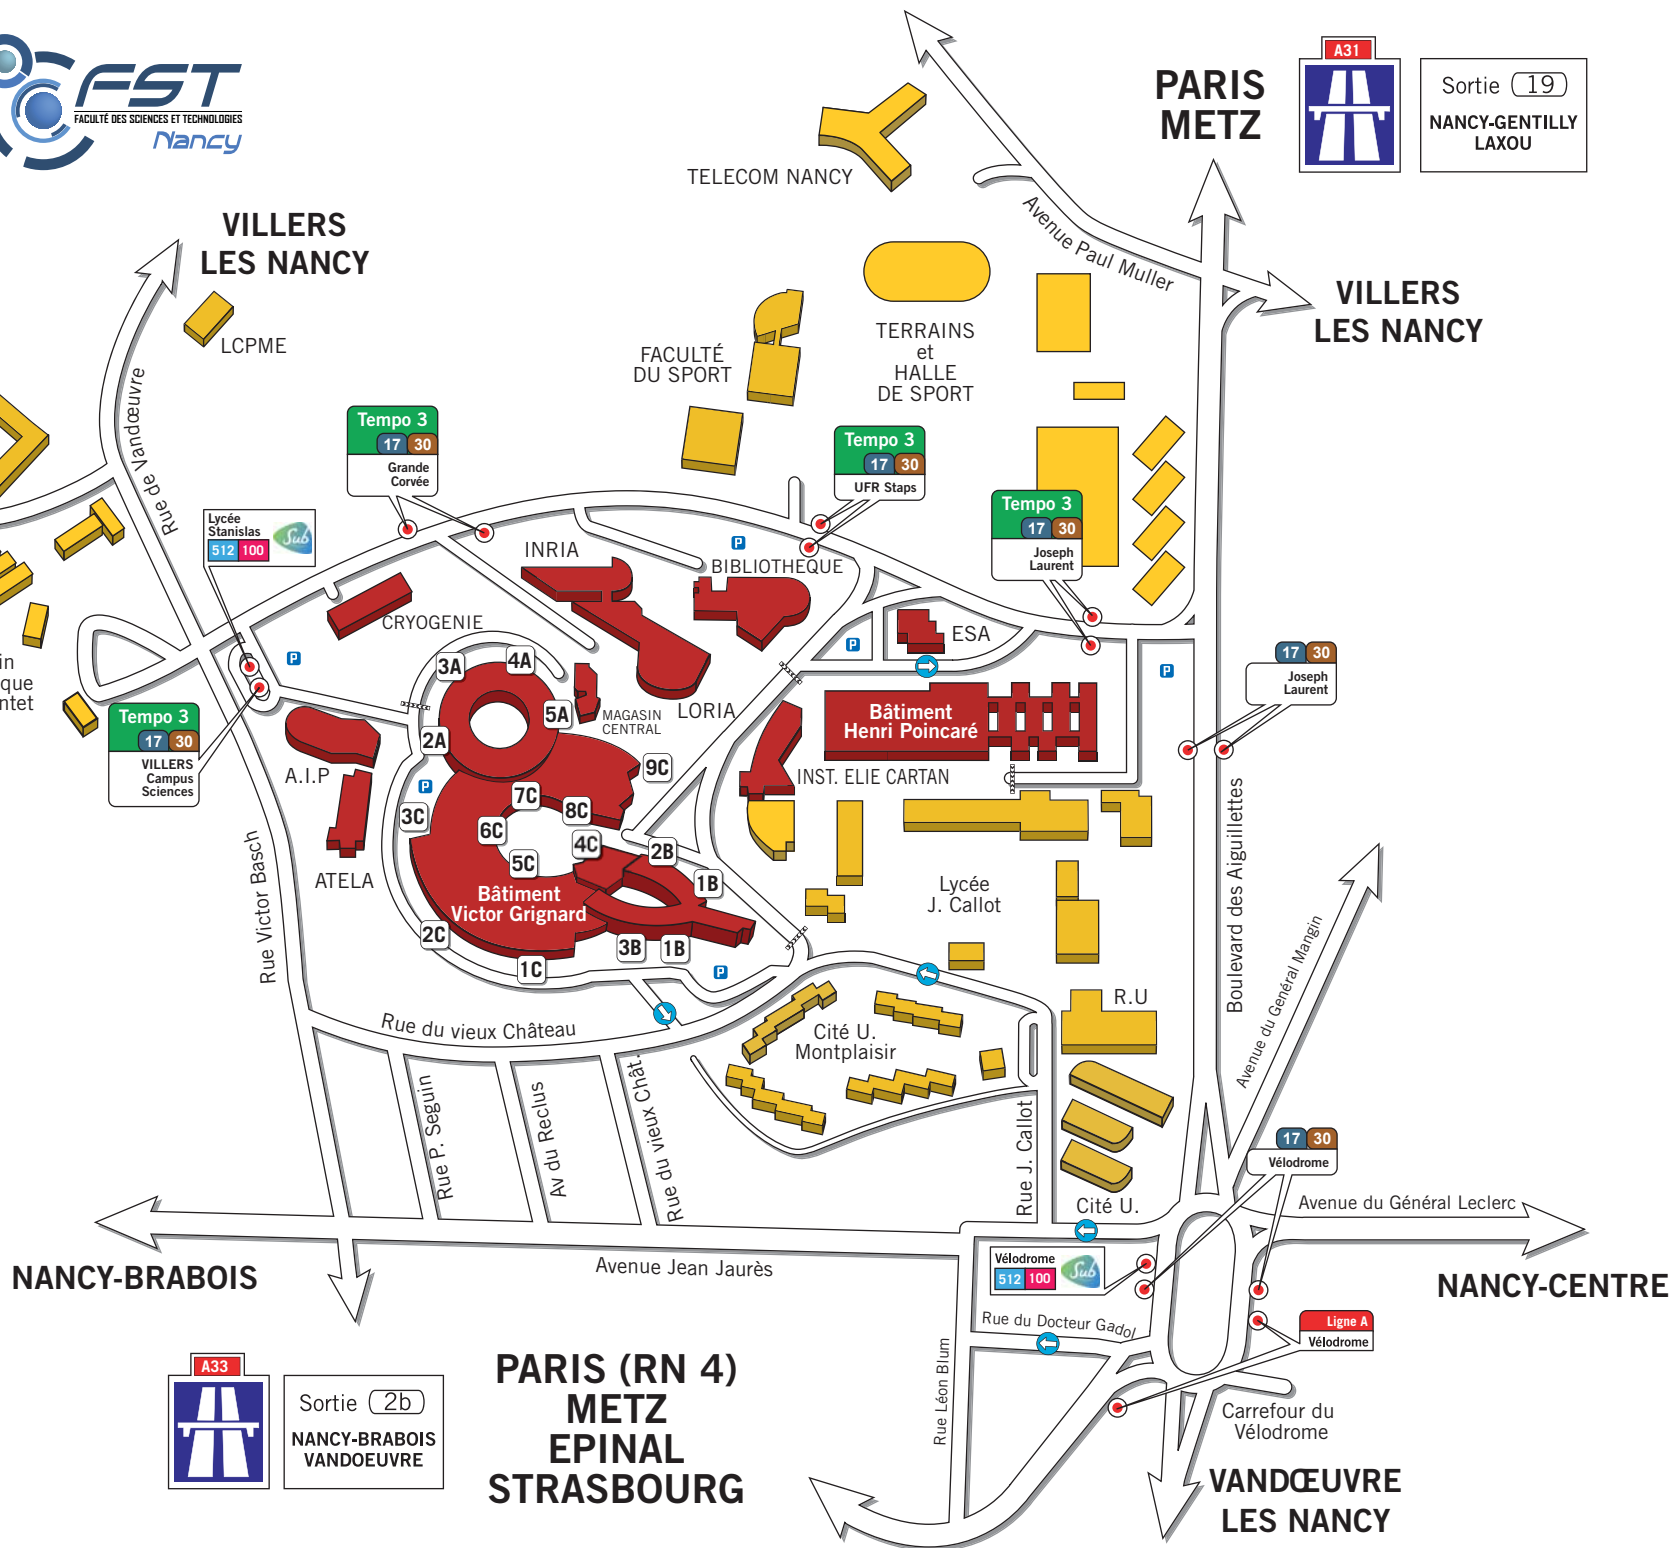 FST
FACULTÉ DES SCIENCES ET TECHNOLOGIES
Nancy
PARIS
METZ
A31
Sortie 19
NANCY-GENTILLY
LAXOU
TELECOM NANCY
Avenue Paul Muller
VILLERS
LES NANCY
VILLERS
LES NANCY
LCPME
Rue de Vandœuvre
FACULTÉ
DU SPORT
TERRAINS
et
HALLE
DE SPORT
Tempo 3
17 30
Grande
Corvée
Tempo 3
17 30
UFR Staps
Tempo 3
17 30
Joseph
Laurent
Lycée
Stanislas
512 100
Sub
INRIA
P
BIBLIOTHEQUE
CRYOGENIE
ESA
P
P
P
17 30
Joseph
Laurent
in
que
ntet
3A
4A
5A
2A
MAGASIN
CENTRAL
LORIA
Bâtiment
Henri Poincaré
Tempo 3
17 30
VILLERS
Campus
Sciences
A.I.P
P
9C
INST. ELIE CARTAN
3C
7C
8C
6C
4C
5C
2B
1B
ATELA
Bâtiment
Victor Grignard
2C
1C
3B
1B
P
Lycée
J. Callot
Rue Victor Basch
Boulevard des Aiguillettes
Avenue du Général Mangin
R.U
Rue du vieux Château
Cité U.
Montplaisir
Rue P. Seguin
Av du Reclus
Rue du vieux Chât.
Rue J. Callot
Cité U.
17 30
Vélodrome
Avenue du Général Leclerc
NANCY-BRABOIS
Avenue Jean Jaurès
Vélodrome
512 100
Sub
NANCY-CENTRE
Rue du Docteur Gadol
Ligne A
Vélodrome
Rue Léon Blum
A33
Sortie 2b
NANCY-BRABOIS
VANDOEUVRE
PARIS (RN 4)
METZ
EPINAL
STRASBOURG
Carrefour du
Vélodrome
VANDŒUVRE
LES NANCY